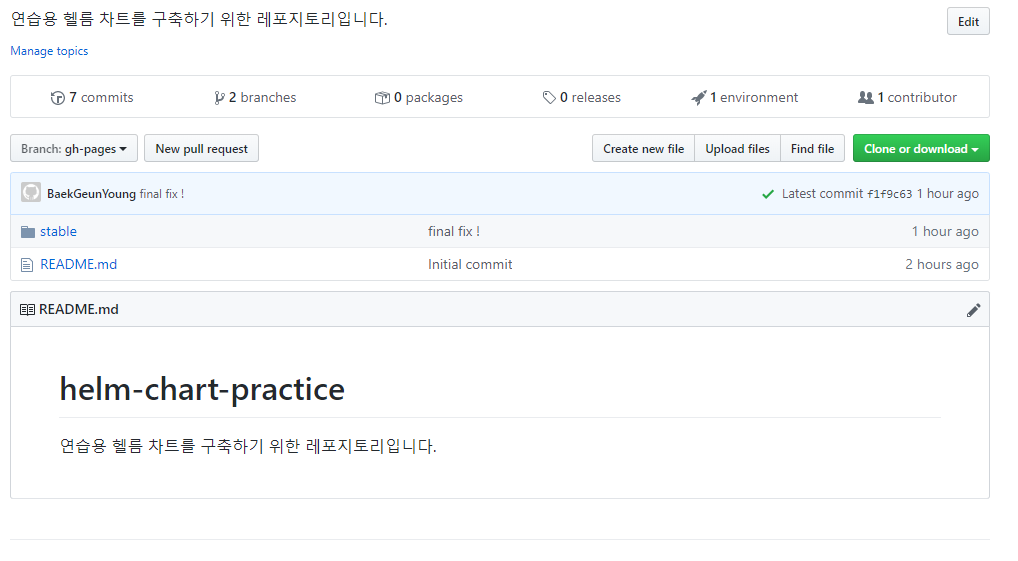 연습용 헬름 차트를 구축하기 위한 레포지토리입니다.
Edit
Manage topics
7 commits 2 branches 0 packages 0 releases 1 environment 1 contributor
Branch: gh-pages New pull request Create new file Upload files Find file Clone or download
BaekGeunYoung final fix ! Latest commit f1f9c63 1 hour ago
stable final fix ! 1 hour ago
README.md Initial commit 2 hours ago
README.md
helm-chart-practice
연습용 헬름 차트를 구축하기 위한 레포지토리입니다.